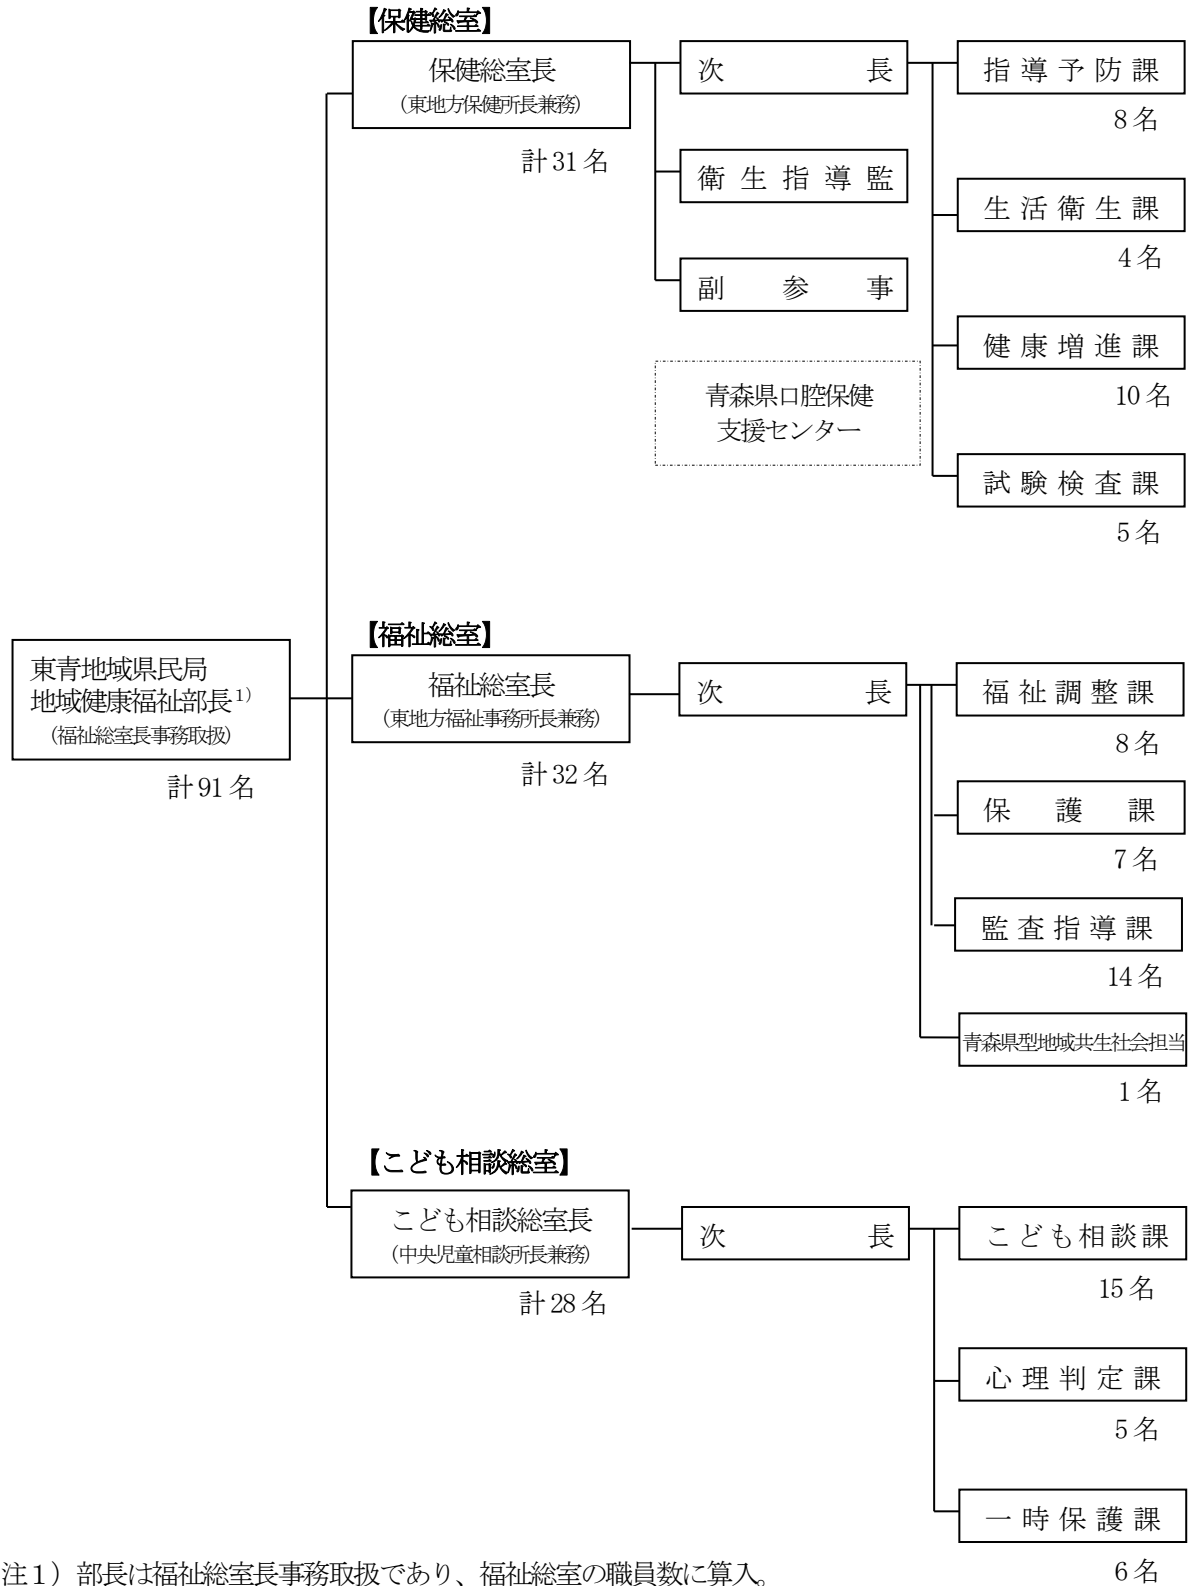 【保健総室】
保健総室長
（東地方保健所長兼務）
計31名
次　長
衛生指導監
副　参　事
青森県口腔保健
支援センター
指導予防課
8名
生活衛生課
4名
健康増進課
10名
試験検査課
5名
東青地域県民局
地域健康福祉部長1)
（福祉総室長事務取扱）
計91名
【福祉総室】
福祉総室長
（東地方福祉事務所長兼務）
計32名
次　長
福祉調整課
8名
保　護　課
7名
監査指導課
14名
青森県型地域共生社会担当
1名
【こども相談総室】
こども相談総室長
（中央児童相談所長兼務）
計28名
次　長
こども相談課
15名
心理判定課
5名
一時保護課
6名
注1）部長は福祉総室長事務取扱であり、福祉総室の職員数に算入。